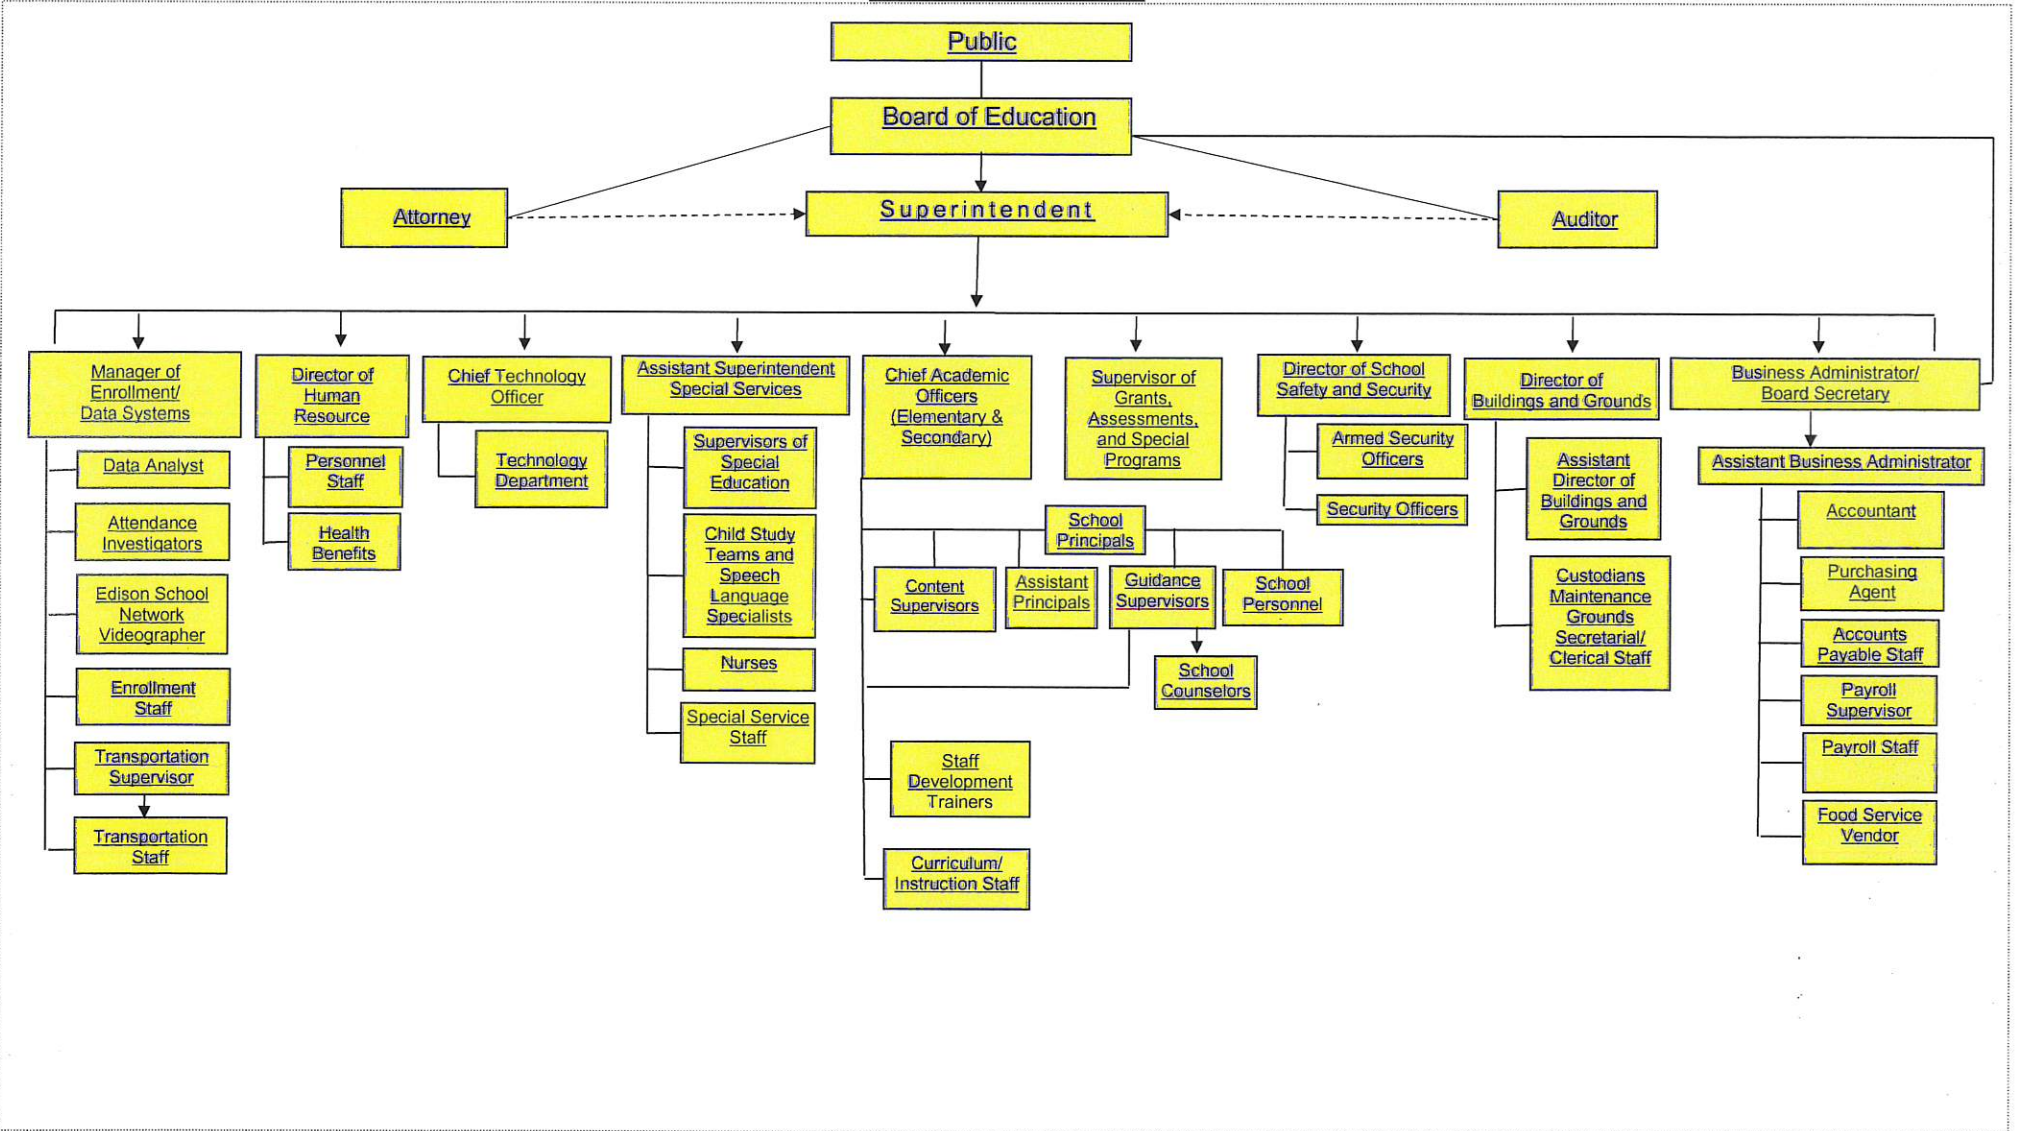 Public
Board of Education
Attorney
Superintendent
Auditor
Manager of
Enrollment/
Data Systems
Data Analyst
Attendance
Investigators
Edison School
Network
Videographer
Enrollment
Staff
Transportation
Supervisor
Transportation
Staff
Director of
Human
Resource
Personnel
Staff
Health
Benefits
Chief Technology
Officer
Technology
Department
Assistant Superintendent
Special Services
Supervisors of
Special
Education
Child Study
Teams and
Speech
Language
Specialists
Nurses
Special Service
Staff
Chief Academic
Officers
(Elementary &
Secondary)
School
Principals
Content
Supervisors
Assistant
Principals
Guidance
Supervisors
School
Personnel
School
Counselors
Staff
Development
Trainers
Curriculum/
Instruction Staff
Supervisor of
Grants,
Assessments,
and Special
Programs
Director of School
Safety and Security
Armed Security
Officers
Security Officers
Director of
Buildings and Grounds
Assistant
Director of
Buildings and
Grounds
Custodians
Maintenance
Grounds
Secretarial/
Clerical Staff
Business Administrator/
Board Secretary
Assistant Business Administrator
Accountant
Purchasing
Agent
Accounts
Payable Staff
Payroll
Supervisor
Payroll Staff
Food Service
Vendor